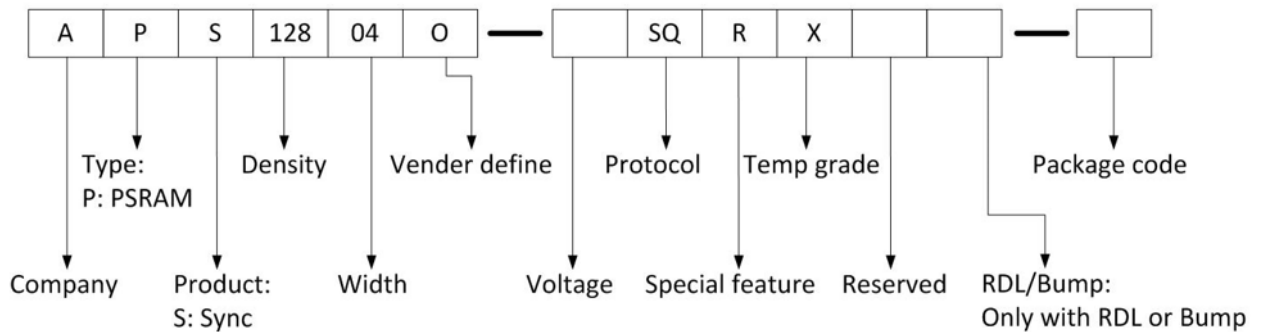 A P S 128 04 O — SQ R X —
Type:
P: PSRAM
Density
Vender define
Protocol
Temp grade
Package code
Company
Product:
S: Sync
Width
Voltage
Special feature
Reserved
RDL/Bump:
Only with RDL or Bump